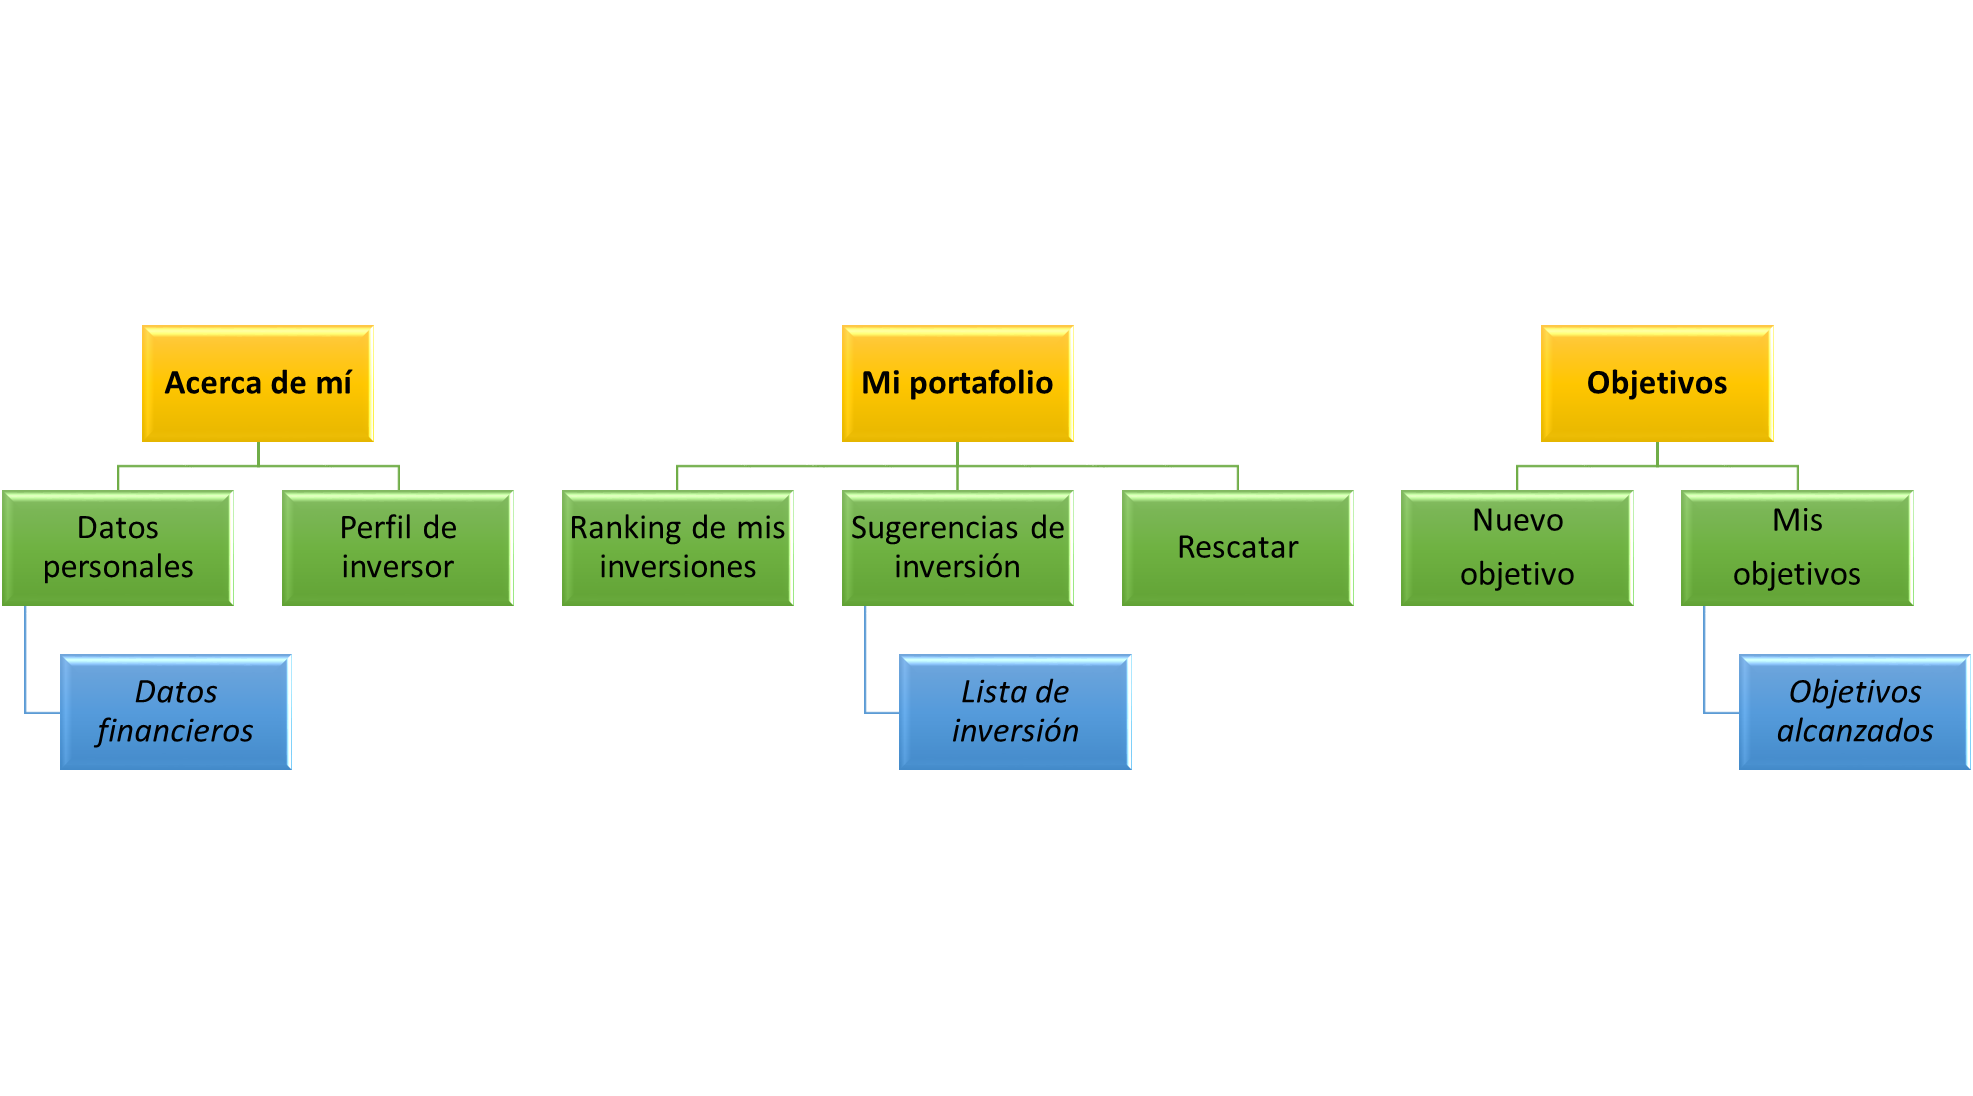 Acerca de mí
Mi portafolio
Objetivos
Datos
personales
Perfil de
inversor
Ranking de mis
inversiones
Sugerencias de
inversión
Rescatar
Nuevo
objetivo
Mis
objetivos
Datos
financieros
Lista de
inversión
Objetivos
alcanzados